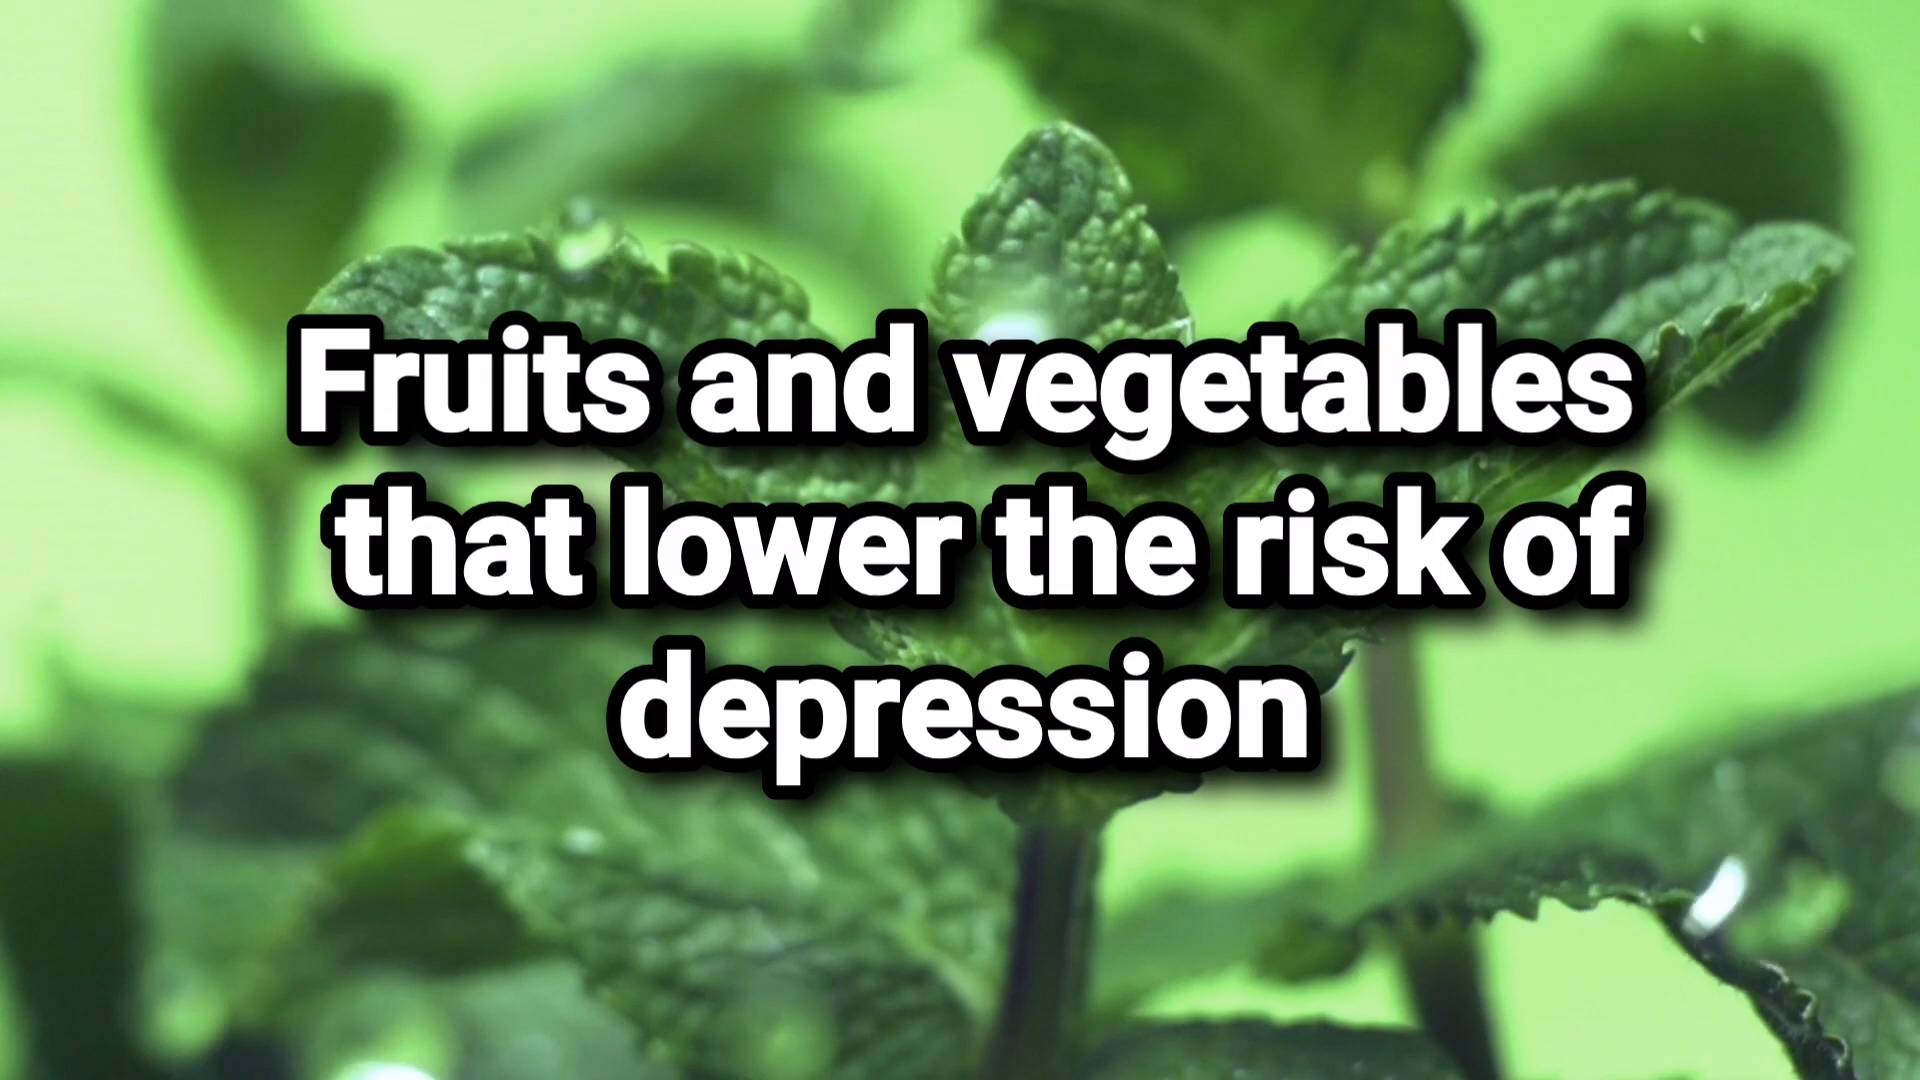 Fruits and vegetables
that lower the risk of
depression